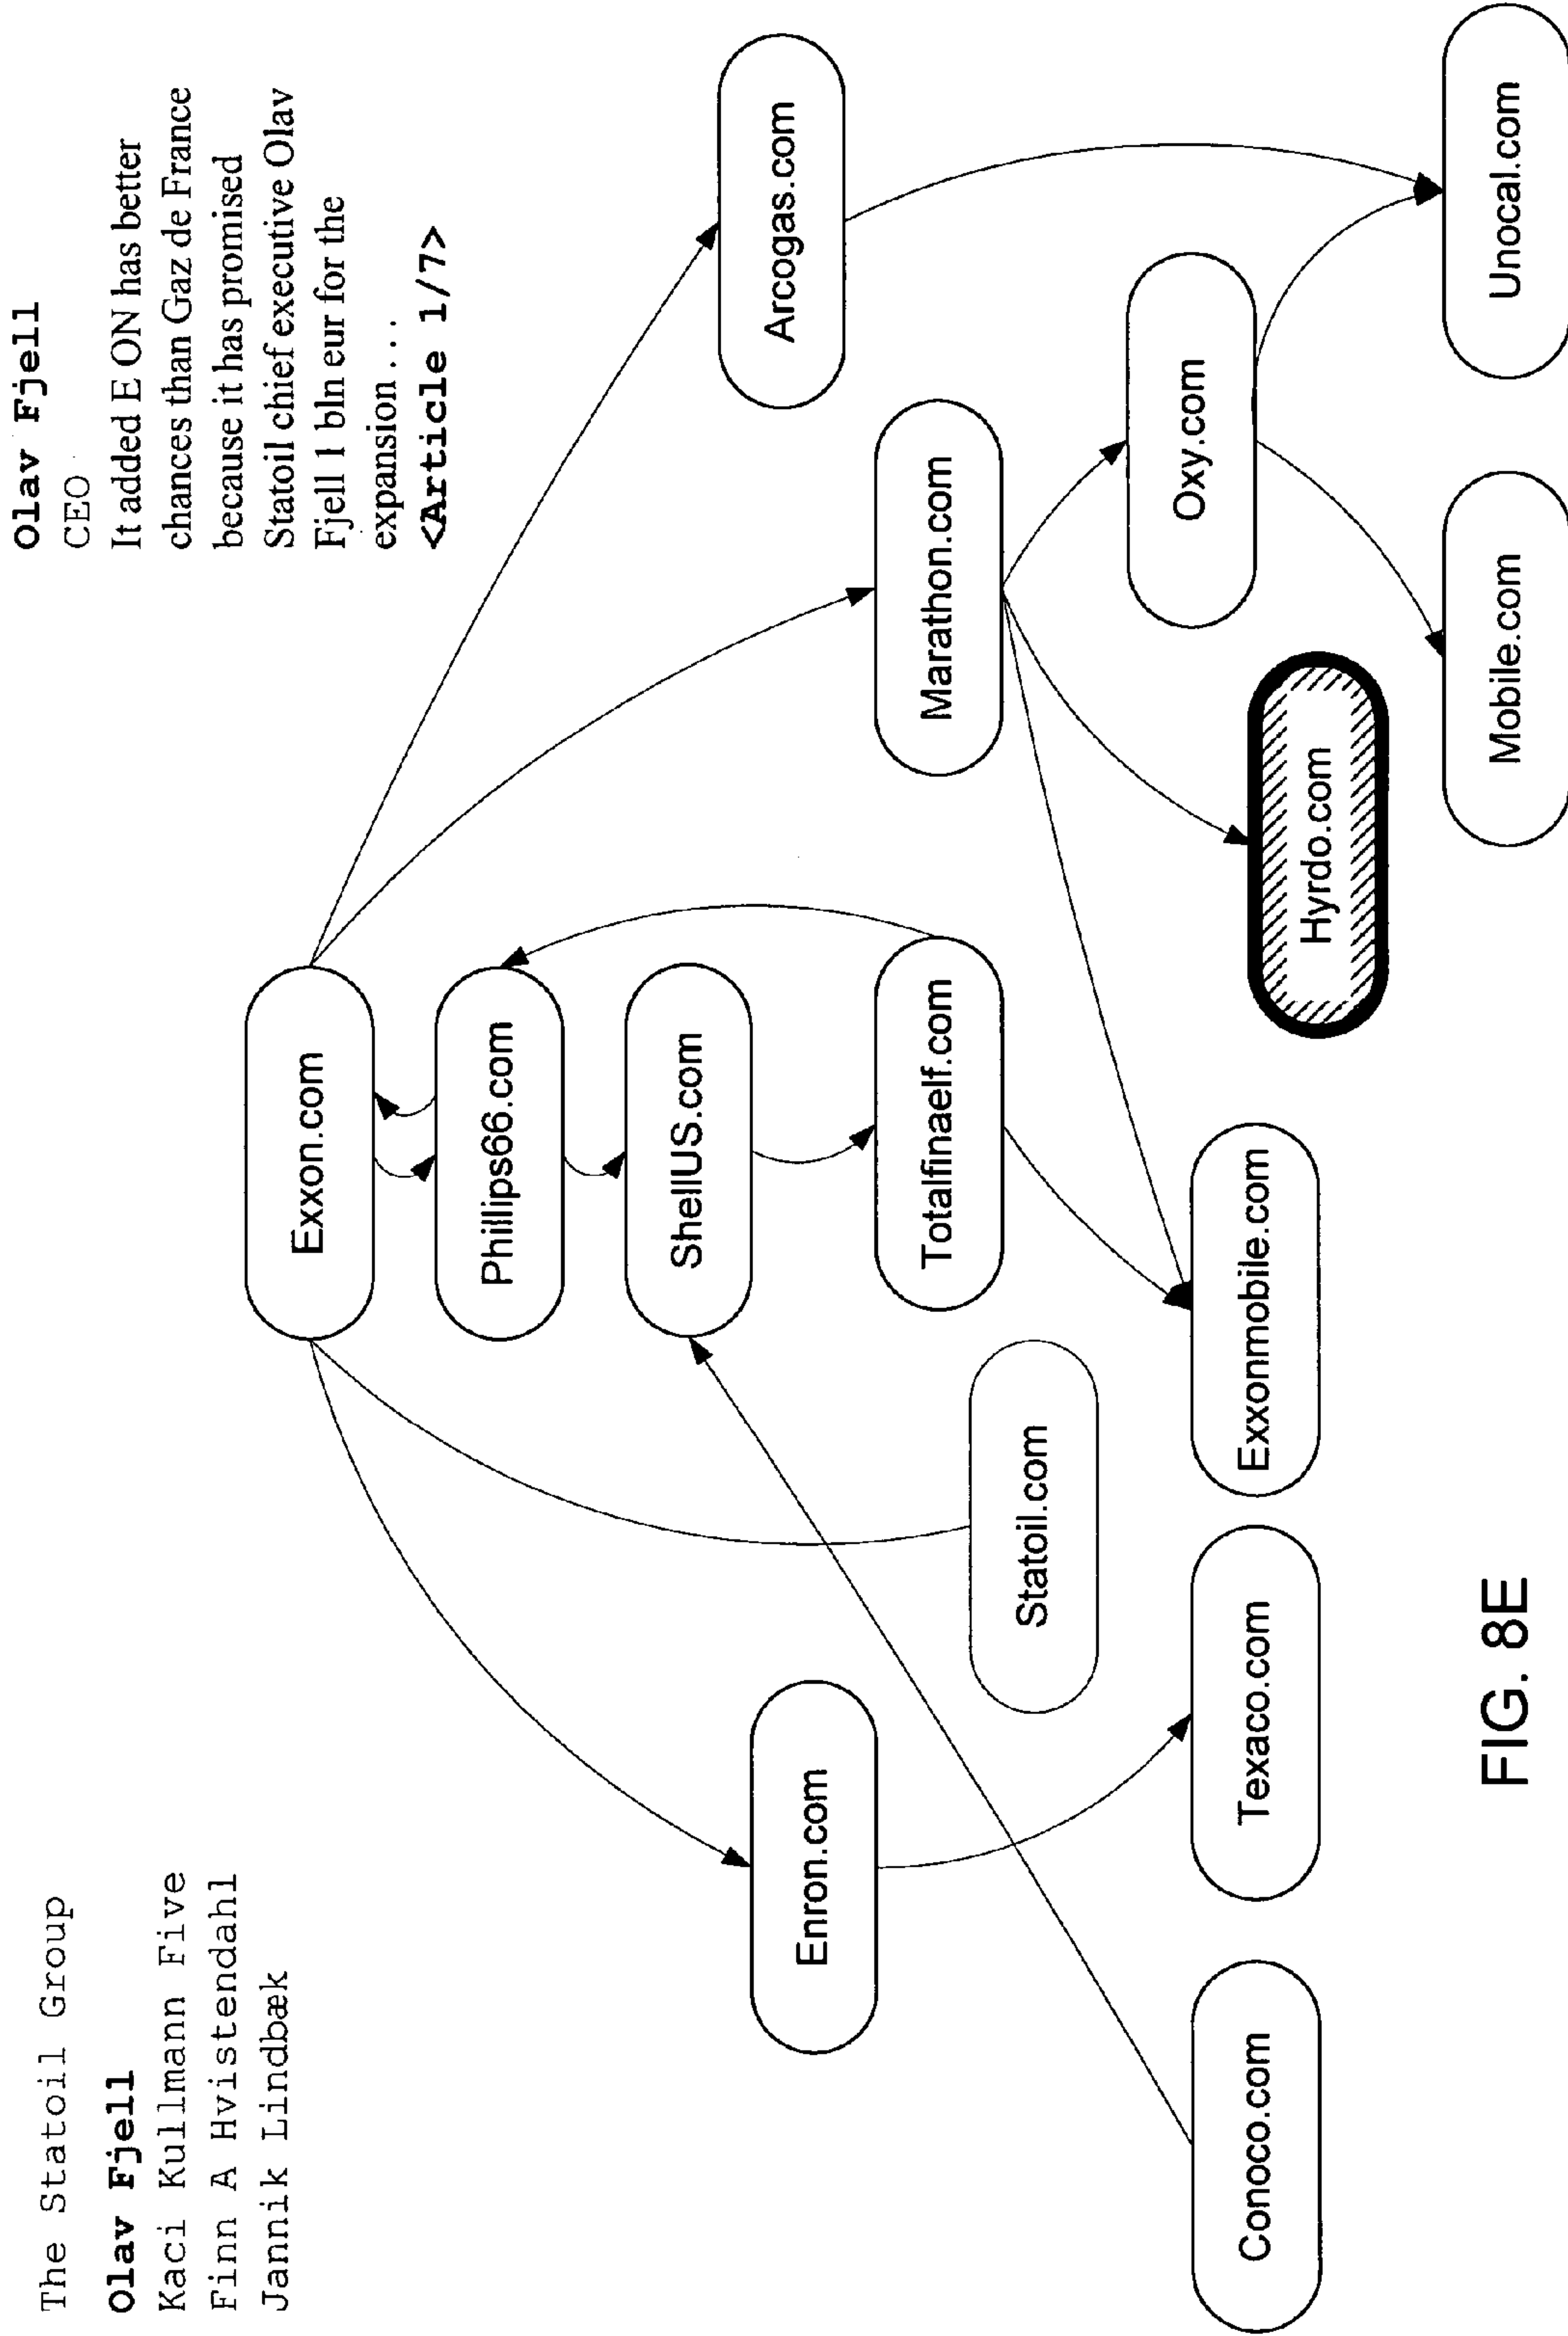 The Statoil Group
Olav Fjell
Kaci Kullmann Five
Finn A Hvistendahl
Jannik Lindbæk
Olav Fjell
CEO
It added E ON has better
chances than Gaz de France
because it has promised
Statoil chief executive Olav
Fjell 1 bln eur for the
expansion . . .
<Article 1/7>
Exxon.com
Phillips66.com
ShellUS.com
Arcogas.com
Enron.com
Totalfinaelf.com
Marathon.com
Statoil.com
Oxy.com
Conoco.com
Texaco.com
Exxonmobile.com
Hyrdo.com
Mobile.com
Unocal.com
FIG. 8E